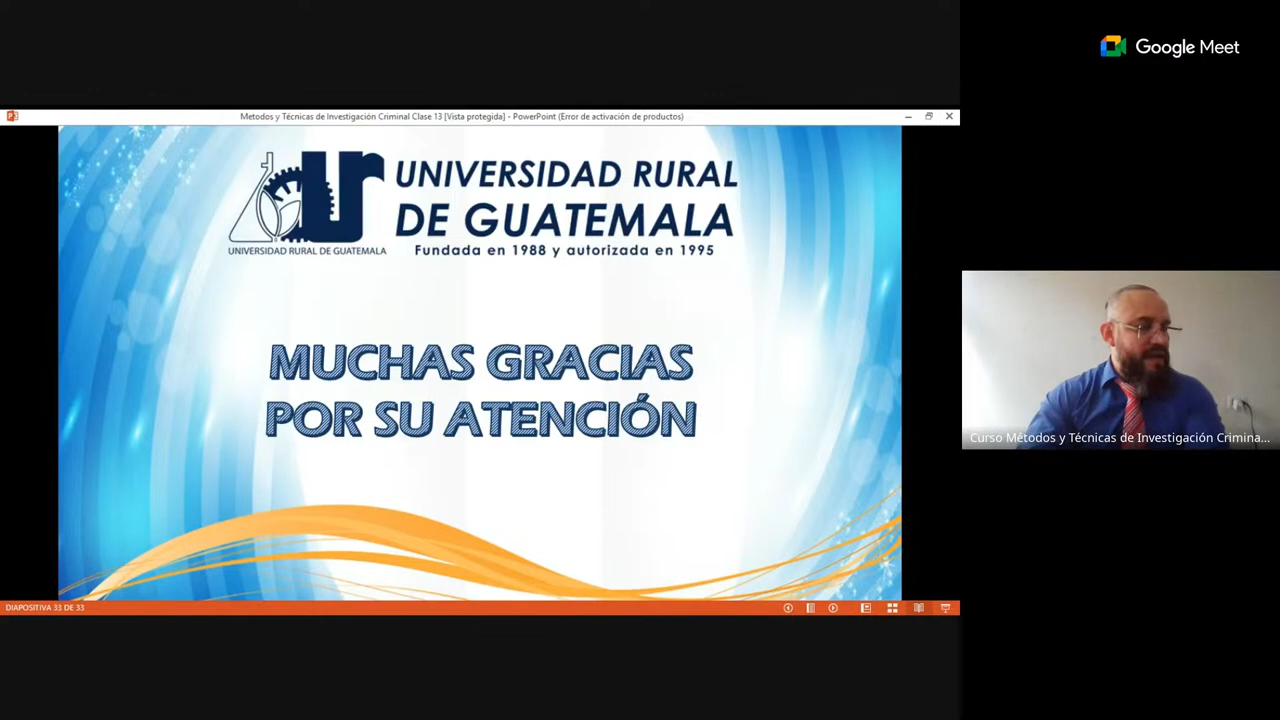 Google Meet
Metodos y Técnicas de Investigación Criminal Clase 13 [Vista protegida] - PowerPoint (Error de activación de productos)
UNIVERSIDAD RURAL
DE GUATEMALA
Fundada en 1988 y autorizada en 1995
UNIVERSIDAD RURAL DE GUATEMALA
MUCHAS GRACIAS
POR SU ATENCIÓN
Curso Métodos y Técnicas de Investigación Crimina...
DIAPOSITIVA 33 DE 33